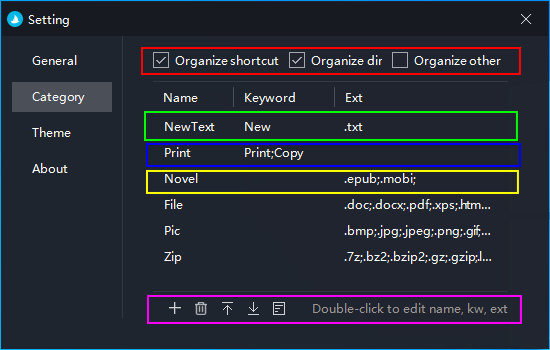 Setting
General
Category
Theme
About
Organize shortcut Organize dir Organize other
Name Keyword Ext
NewText New .txt
Print Print;Copy
Novel .epub;.mobi;
File .doc;.docx;.pdf;.xps;.htm...
Pic .bmp;.jpg;.jpeg;.png;.gif;
Zip .7z;.bz2;.bzip2;.gz;.gzip;l...
Double-click to edit name, kw, ext